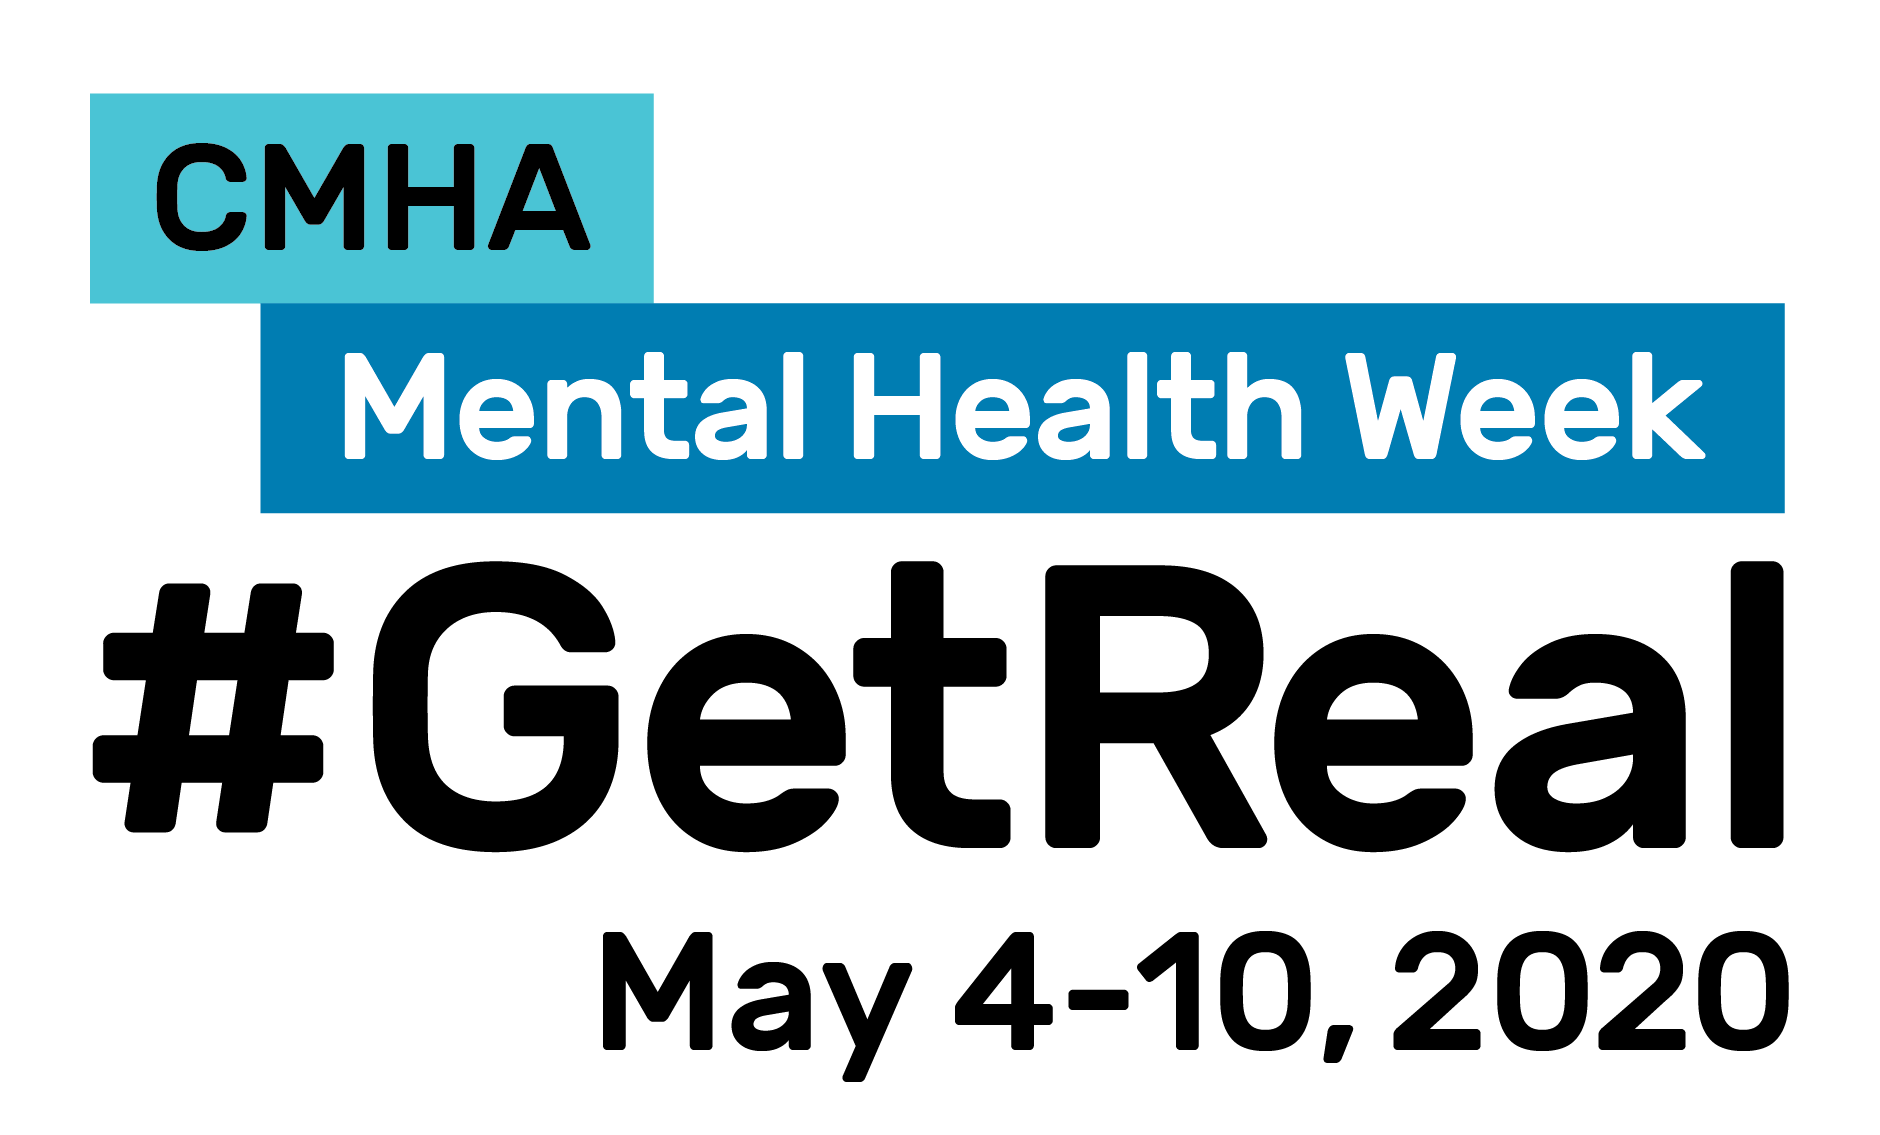 CMHA
Mental Health Week
#GetReal
May 4-10, 2020